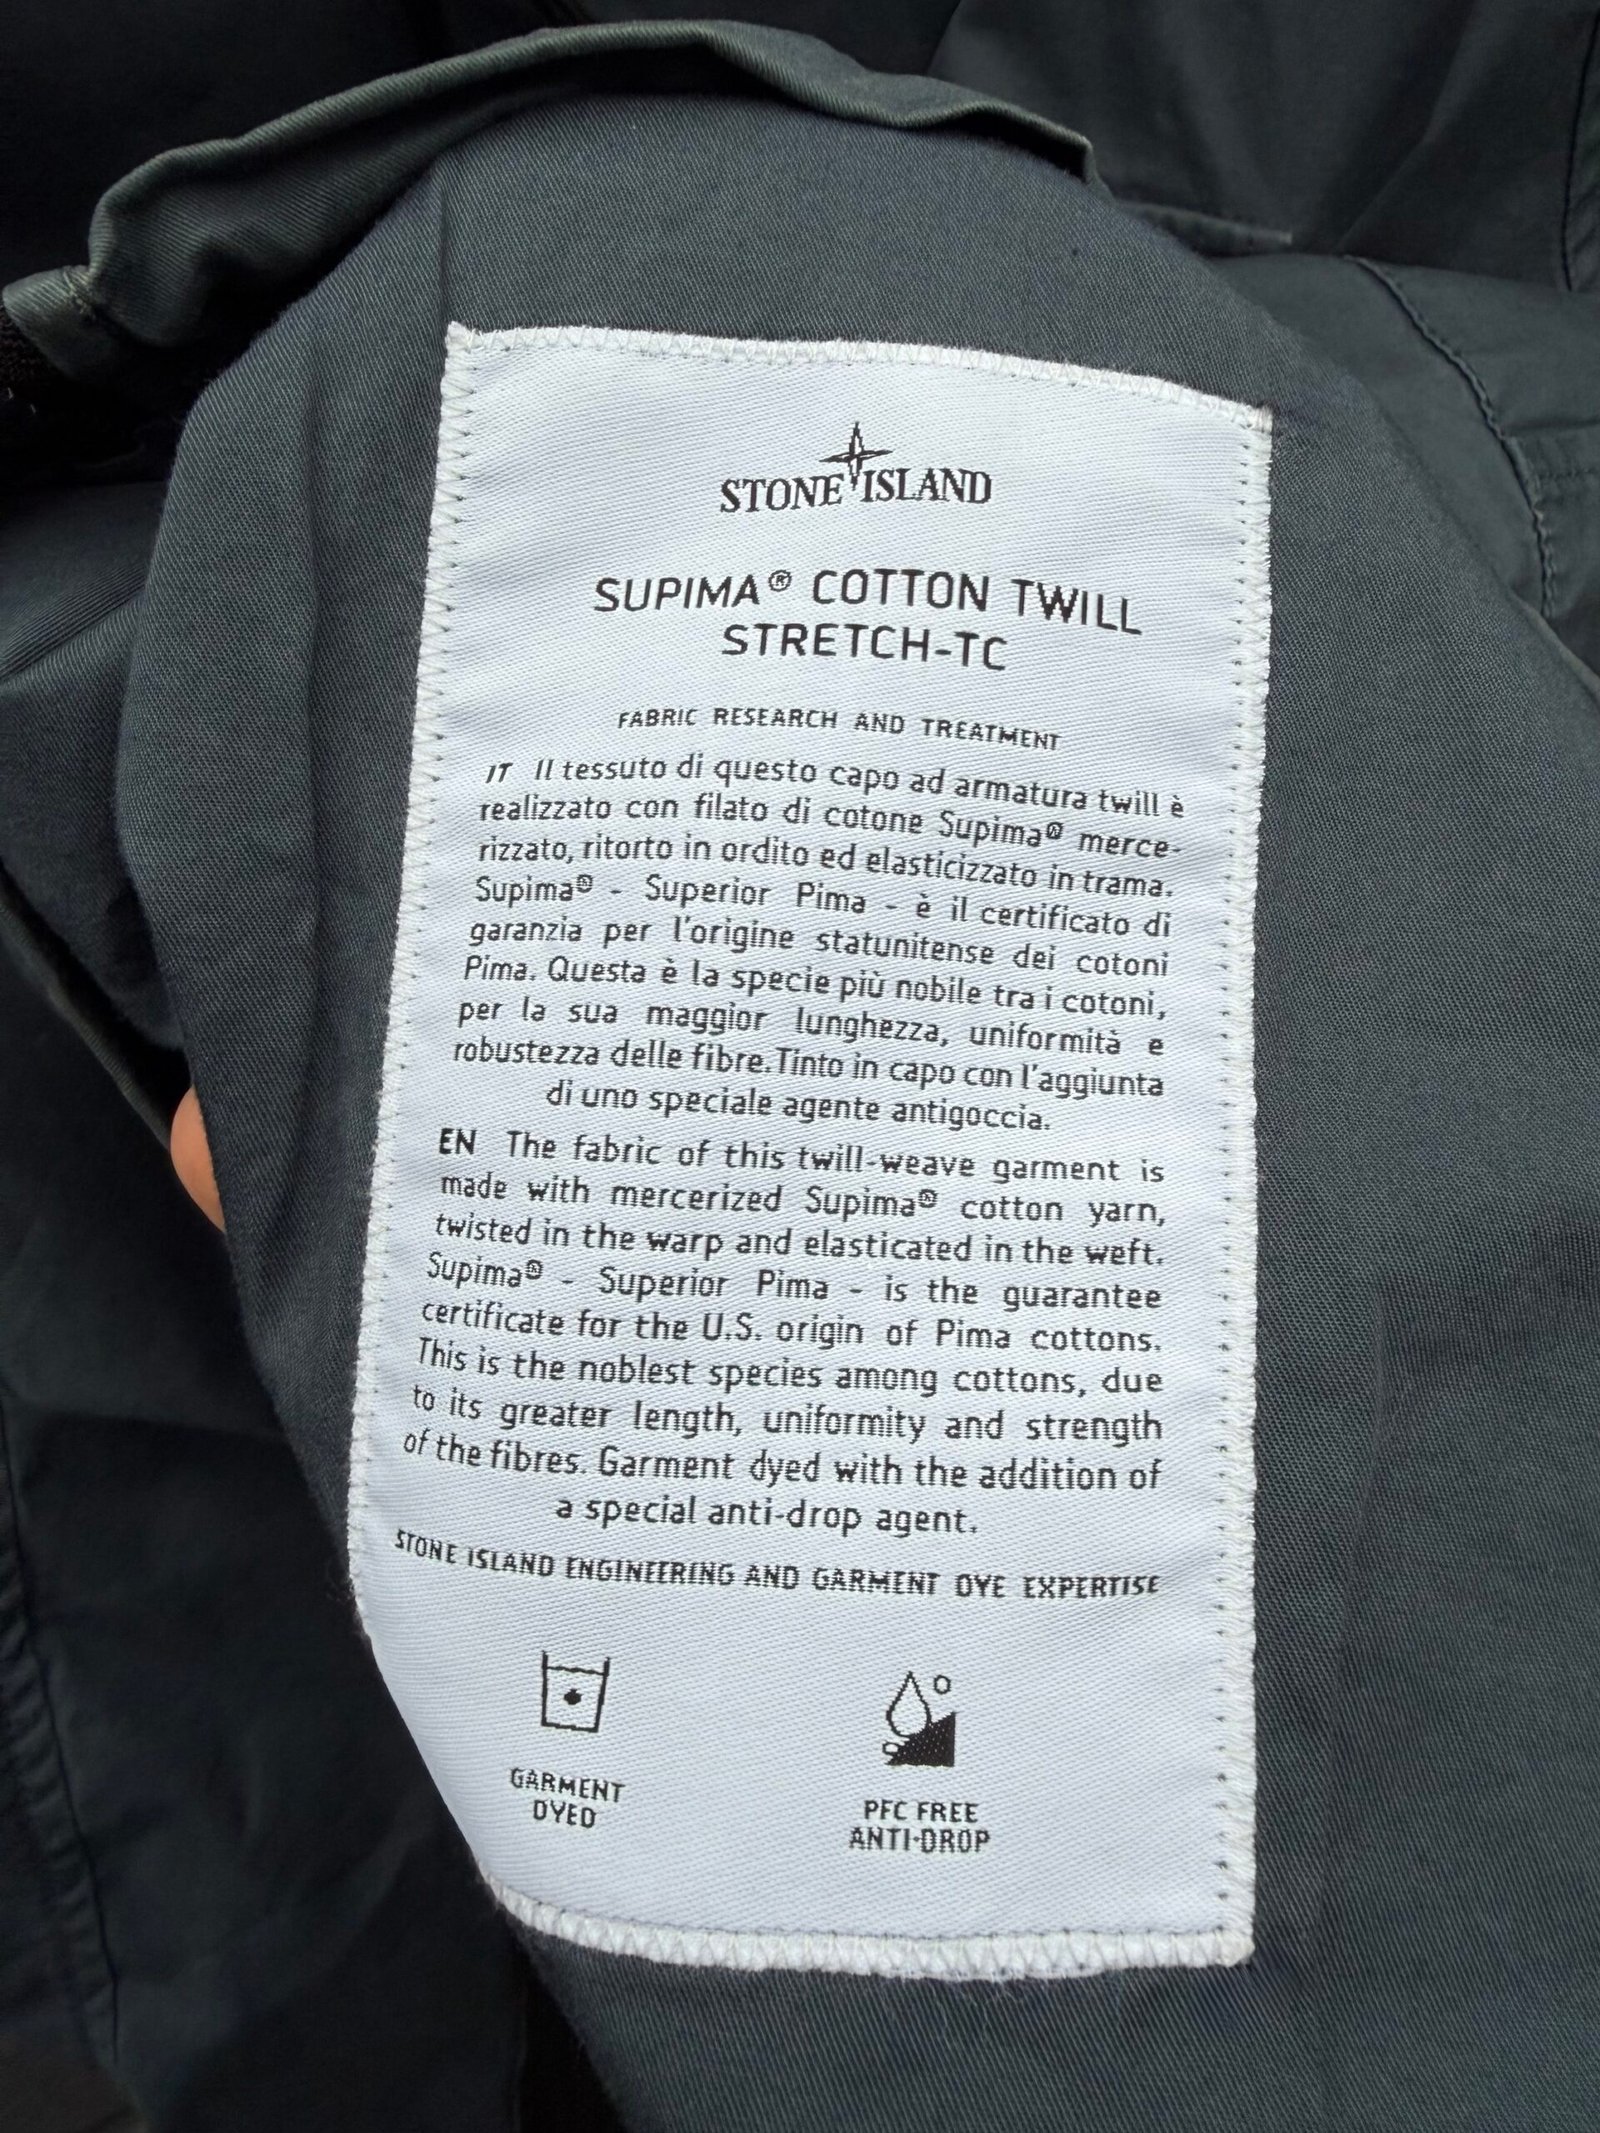 STONE ISLAND
SUPIMA® COTTON TWILL
STRETCH-TC
FABRIC RESEARCH AND TREATMENT
IT Il tessuto di questo capo ad armatura twill è
realizzato con filato di cotone Supima® merce-
rizzato, ritorto in ordito ed elasticizzato in trama.
Supima® - Superior Pima - è il certificato di
garanzia per l'origine statunitense dei cotoni
Pima. Questa è la specie più nobile tra i cotoni,
per la sua maggior lunghezza, uniformità e
robustezza delle fibre. Tinto in capo con l'aggiunta
di uno speciale agente antigoccia.
EN The fabric of this twill-weave garment is
made with mercerized Supima® cotton yarn,
twisted in the warp and elasticated in the weft.
Supima® - Superior Pima - is the guarantee
certificate for the U.S. origin of Pima cottons.
This is the noblest species among cottons, due
to its greater length, uniformity and strength
of the fibres. Garment dyed with the addition of
a special anti-drop agent.
STONE ISLAND ENGINEERING AND GARMENT DYE EXPERTISE
GARMENT
DYED
PFC FREE
ANTI-DROP